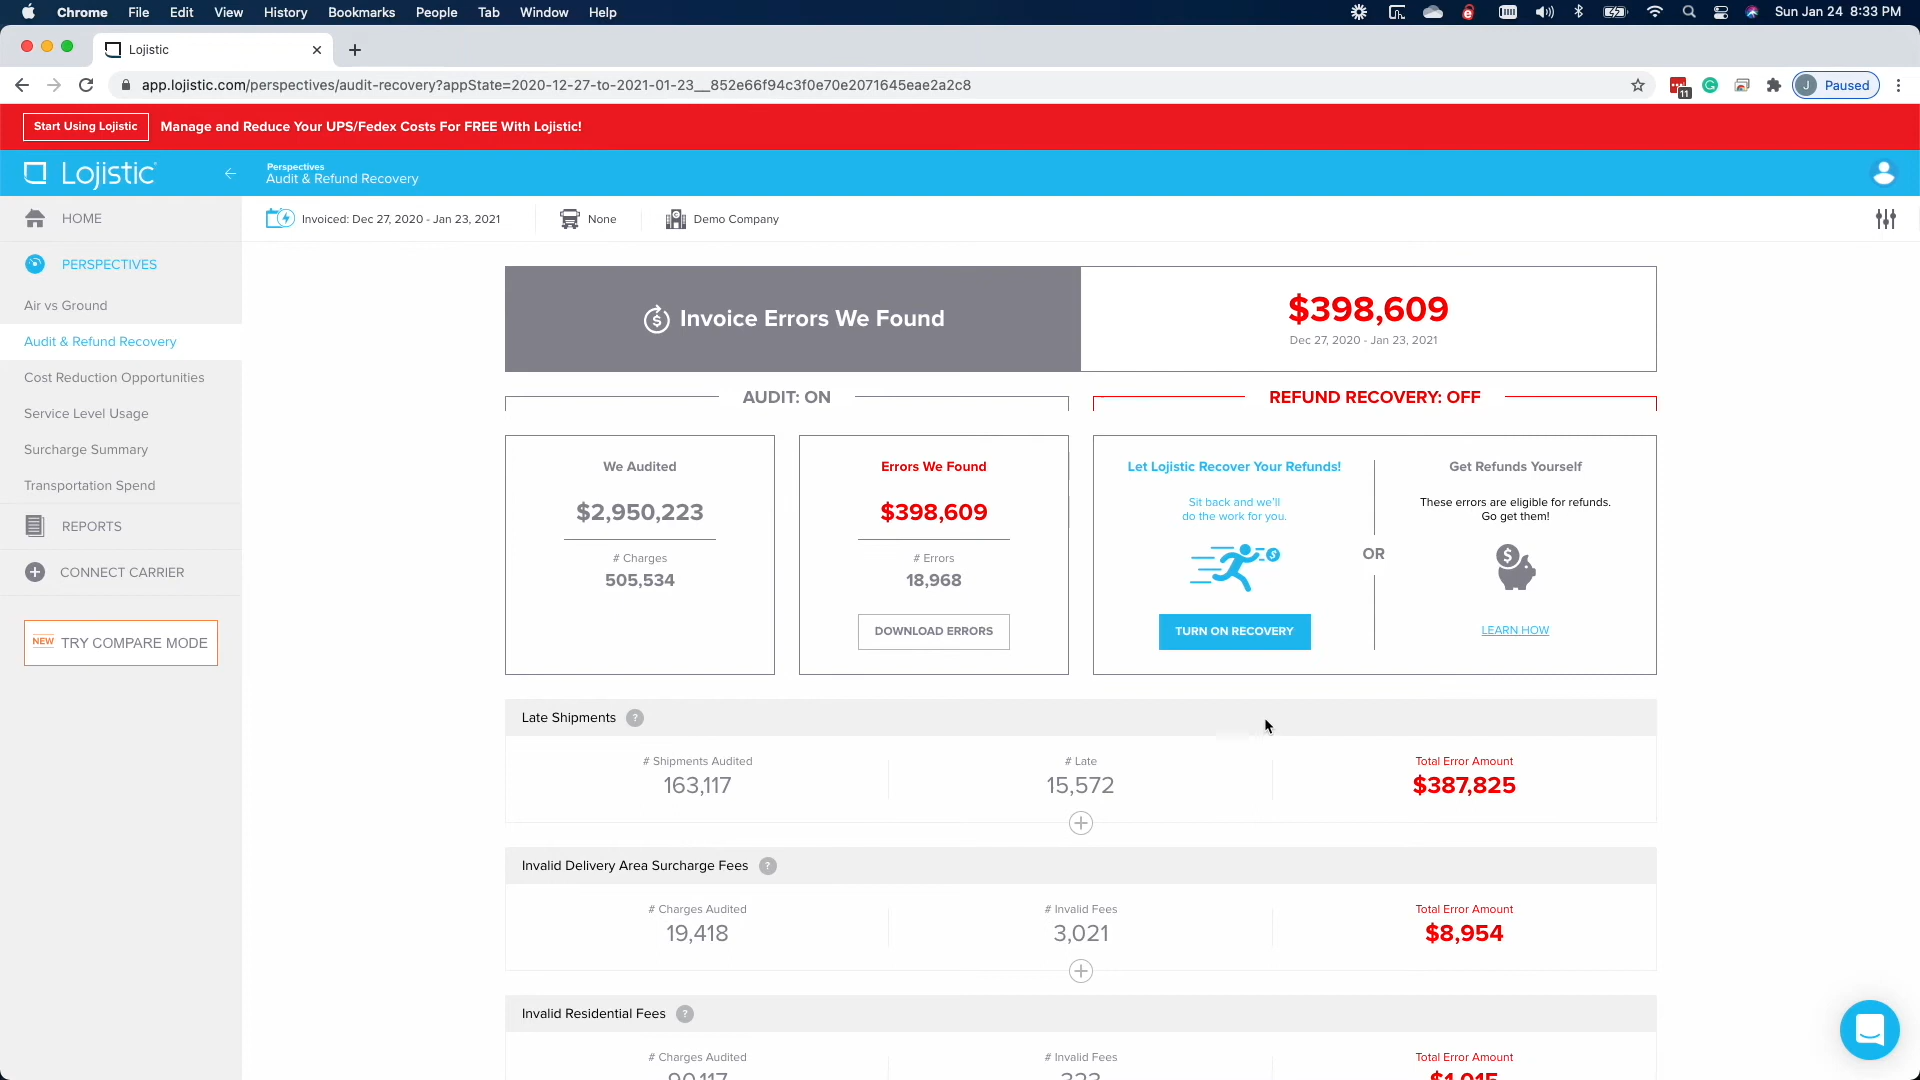 Chrome File Edit View History Bookmarks People Tab Window Help
Sun Jan 24 8:33 PM
Lojistic
app.lojistic.com/perspectives/audit-recovery?appState=2020-12-27-to-2021-01-23__852e66f94c3f0e70e2071645eae2a2c8
11
J Paused
Start Using Lojistic Manage and Reduce Your UPS/Fedex Costs For FREE With Lojistic!
Lojistic
Perspectives
Audit & Refund Recovery
HOME
Invoiced: Dec 27, 2020 - Jan 23, 2021
None
Demo Company
PERSPECTIVES
Air vs Ground
Audit & Refund Recovery
Cost Reduction Opportunities
Service Level Usage
Surcharge Summary
Transportation Spend
REPORTS
CONNECT CARRIER
NEW TRY COMPARE MODE
Invoice Errors We Found
$398,609
Dec 27, 2020 - Jan 23, 2021
AUDIT: ON
REFUND RECOVERY: OFF
We Audited
$2,950,223
# Charges
505,534
Errors We Found
$398,609
# Errors
18,968
DOWNLOAD ERRORS
Let Lojistic Recover Your Refunds!
Sit back and we'll
do the work for you.
TURN ON RECOVERY
OR
Get Refunds Yourself
These errors are eligible for refunds.
Go get them!
LEARN HOW
Late Shipments ?
# Shipments Audited
163,117
# Late
15,572
Total Error Amount
$387,825
Invalid Delivery Area Surcharge Fees ?
# Charges Audited
19,418
# Invalid Fees
3,021
Total Error Amount
$8,954
Invalid Residential Fees ?
# Charges Audited
90,117
# Invalid Fees
323
Total Error Amount
$1,015